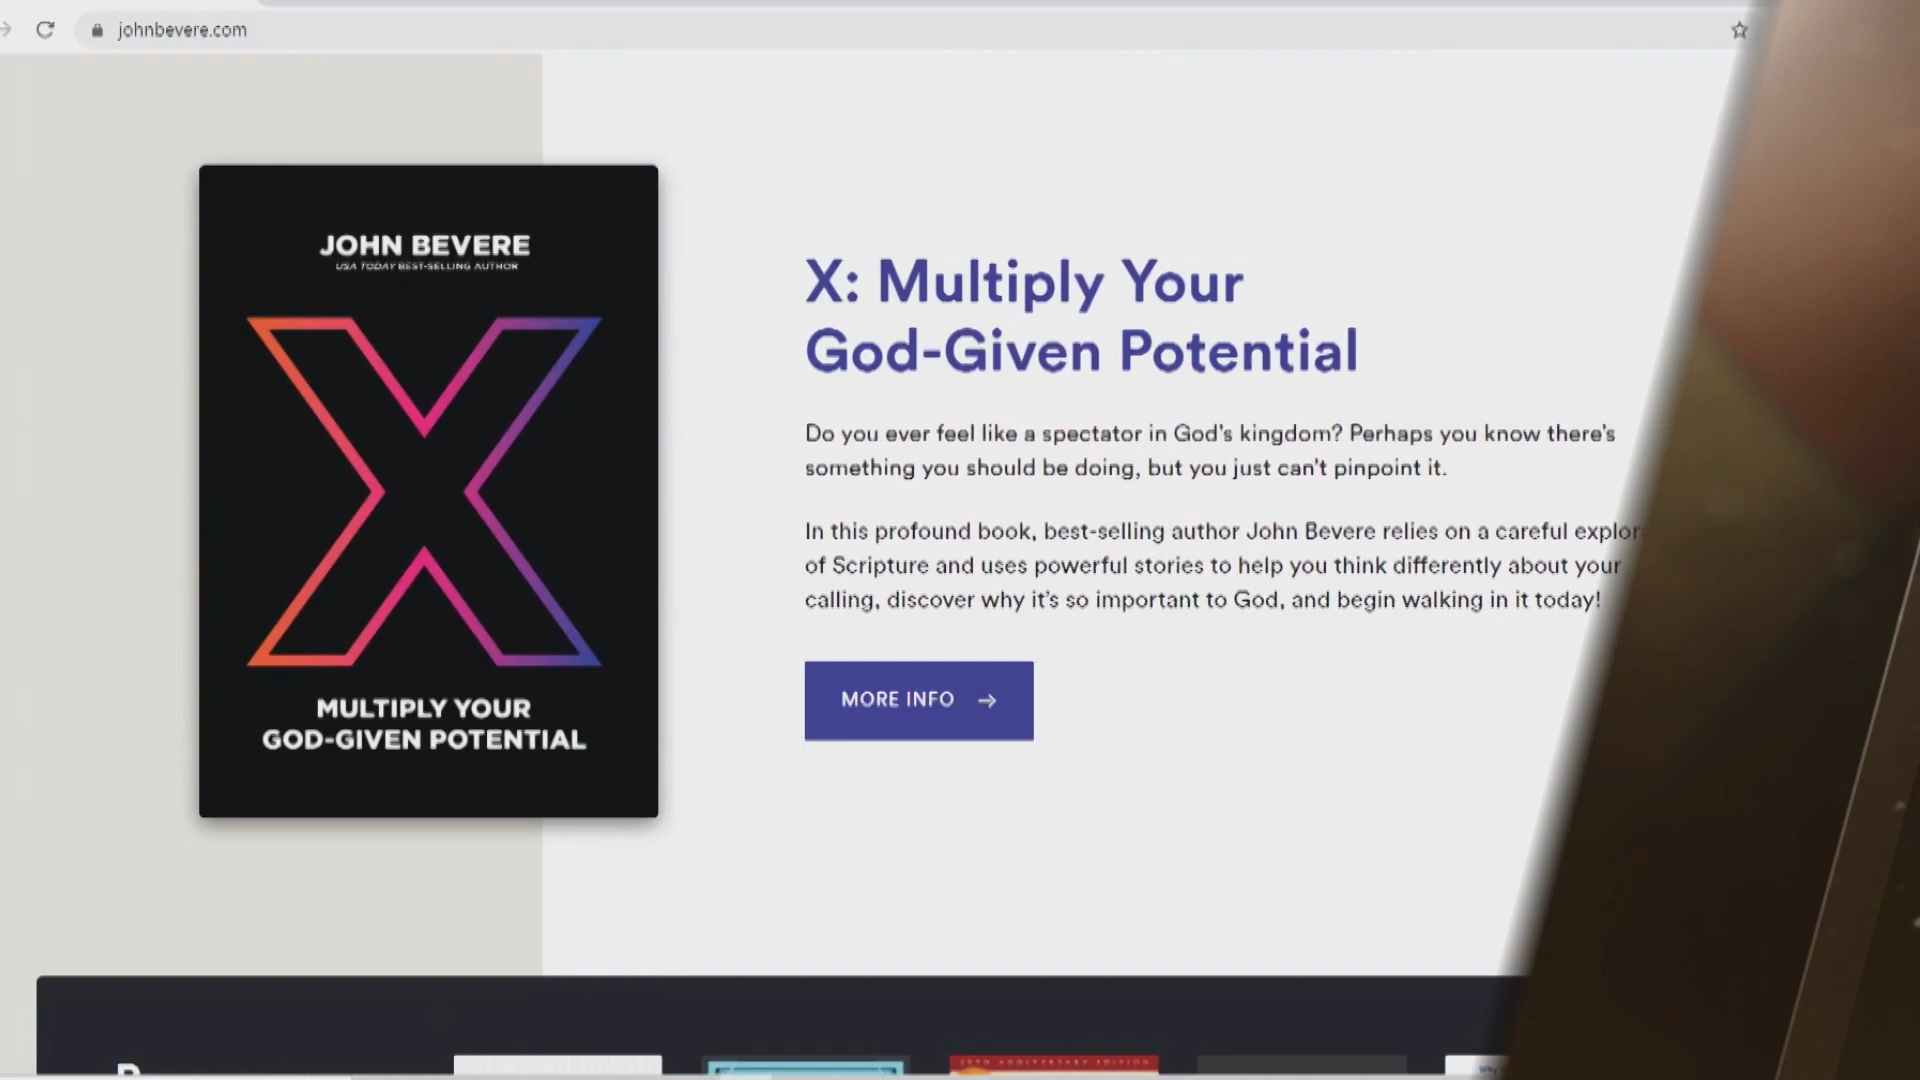 johnbevere.com
JOHN BEVERE
USA TODAY BEST-SELLING AUTHOR
MULTIPLY YOUR
GOD-GIVEN POTENTIAL
X: Multiply Your
God-Given Potential
Do you ever feel like a spectator in God's kingdom? Perhaps you know there's
something you should be doing, but you just can't pinpoint it.
In this profound book, best-selling author John Bevere relies on a careful explor
of Scripture and uses powerful stories to help you think differently about your
calling, discover why it's so important to God, and begin walking in it today!
MORE INFO
20TH ANNIVERSARY EDITION